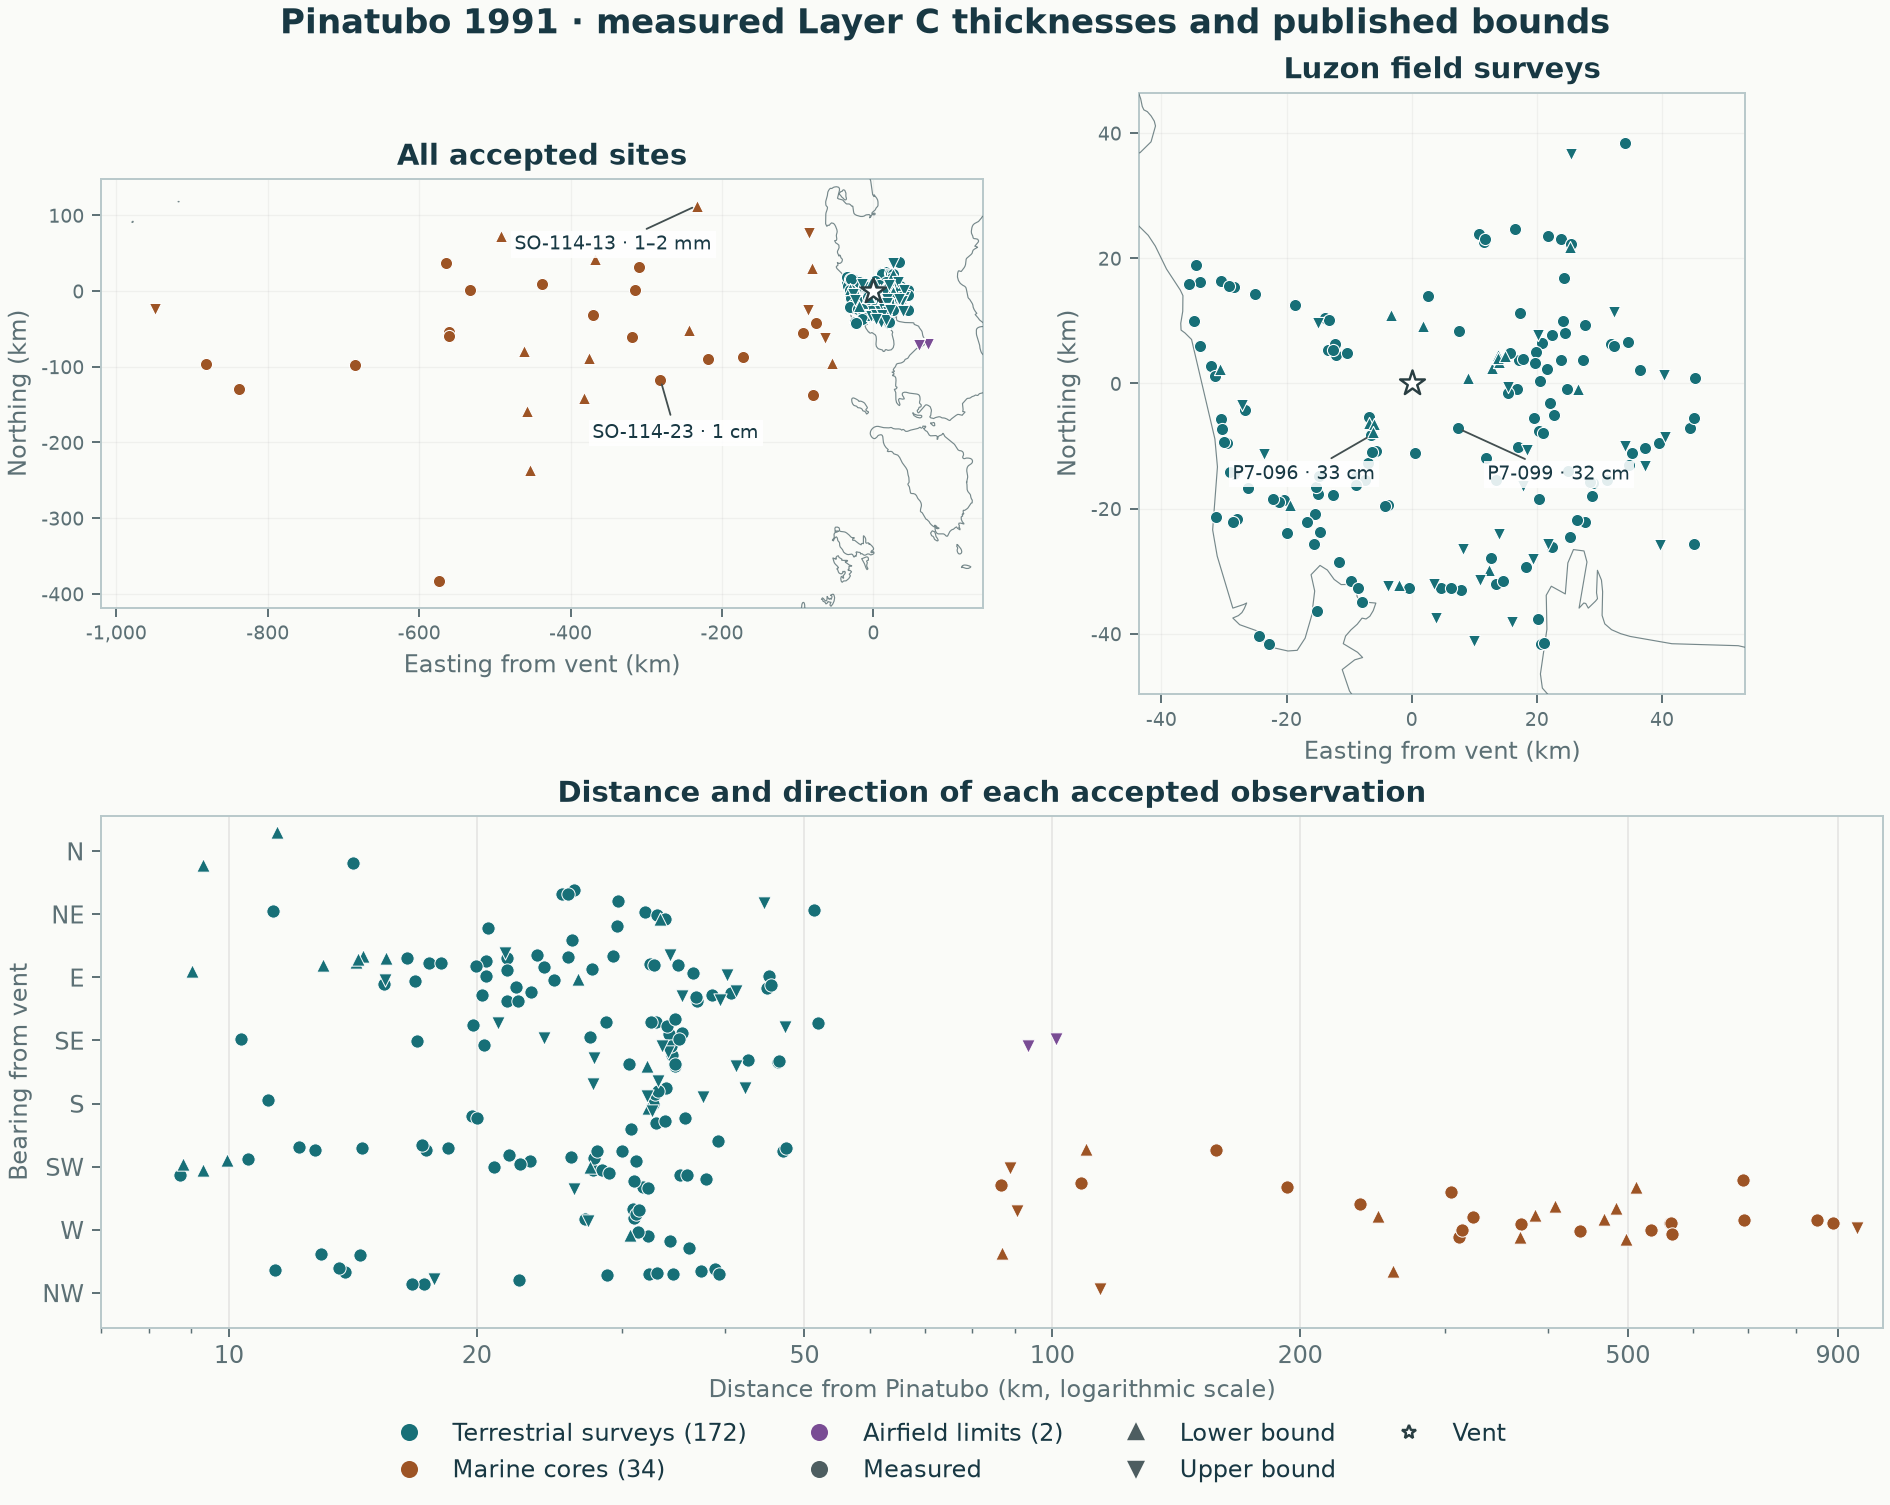 Pinatubo 1991 · measured Layer C thicknesses and published bounds
All accepted sites
Northing (km)
100
0
-100
-200
-300
-400
SO-114-13 · 1–2 mm
SO-114-23 · 1 cm
-1,000
-800
-600
-400
-200
0
Easting from vent (km)
Luzon field surveys
Northing (km)
40
20
0
-20
-40
P7-096 · 33 cm
P7-099 · 32 cm
-40
-20
0
20
40
Easting from vent (km)
Distance and direction of each accepted observation
Bearing from vent
N
NE
E
SE
S
SW
W
NW
10
20
50
100
200
500
900
Distance from Pinatubo (km, logarithmic scale)
Terrestrial surveys (172)
Marine cores (34)
Airfield limits (2)
Measured
Lower bound
Upper bound
Vent